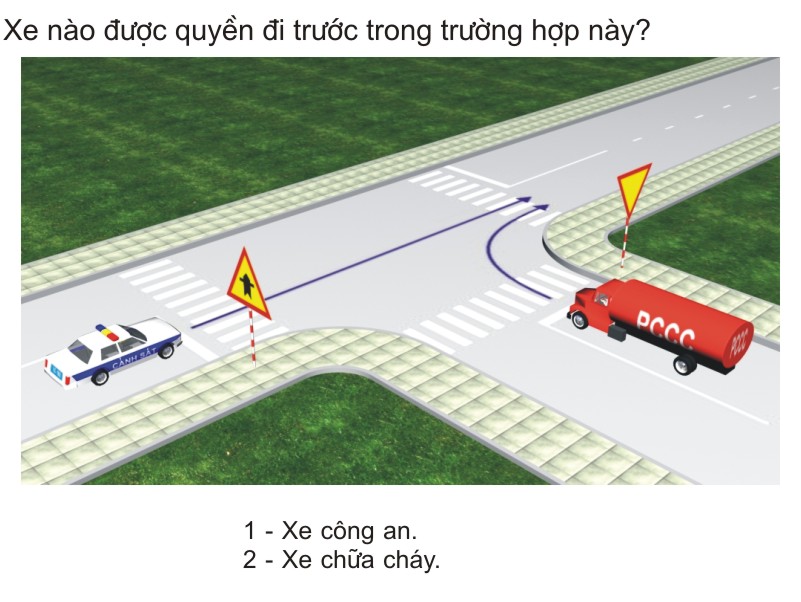 Xe nào được quyền đi trước trong trường hợp này?
CẢNH SÁT
PCCC
PCCC
1 - Xe công an.
2 - Xe chữa cháy.